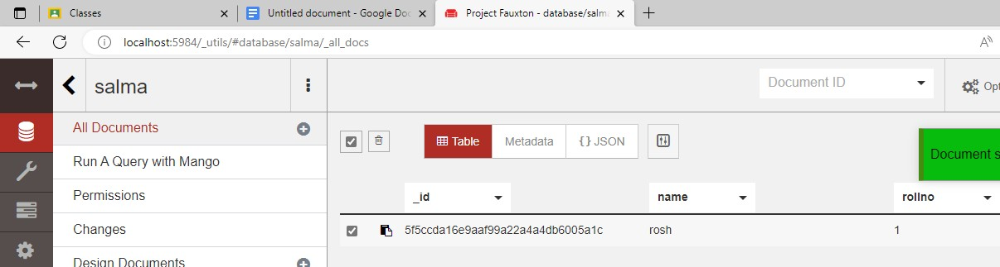 Classes
Untitled document - Google Doc
Project Fauxton - database/salma
localhost:5984/_utils/#database/salma/_all_docs
salma
Document ID
Opt
All Documents
Run A Query with Mango
Permissions
Changes
Design Documents
Table
Metadata
{} JSON
Document s
_id
name
rollno
5f5ccda16e9aaf99a22a4a4db6005a1c
rosh
1